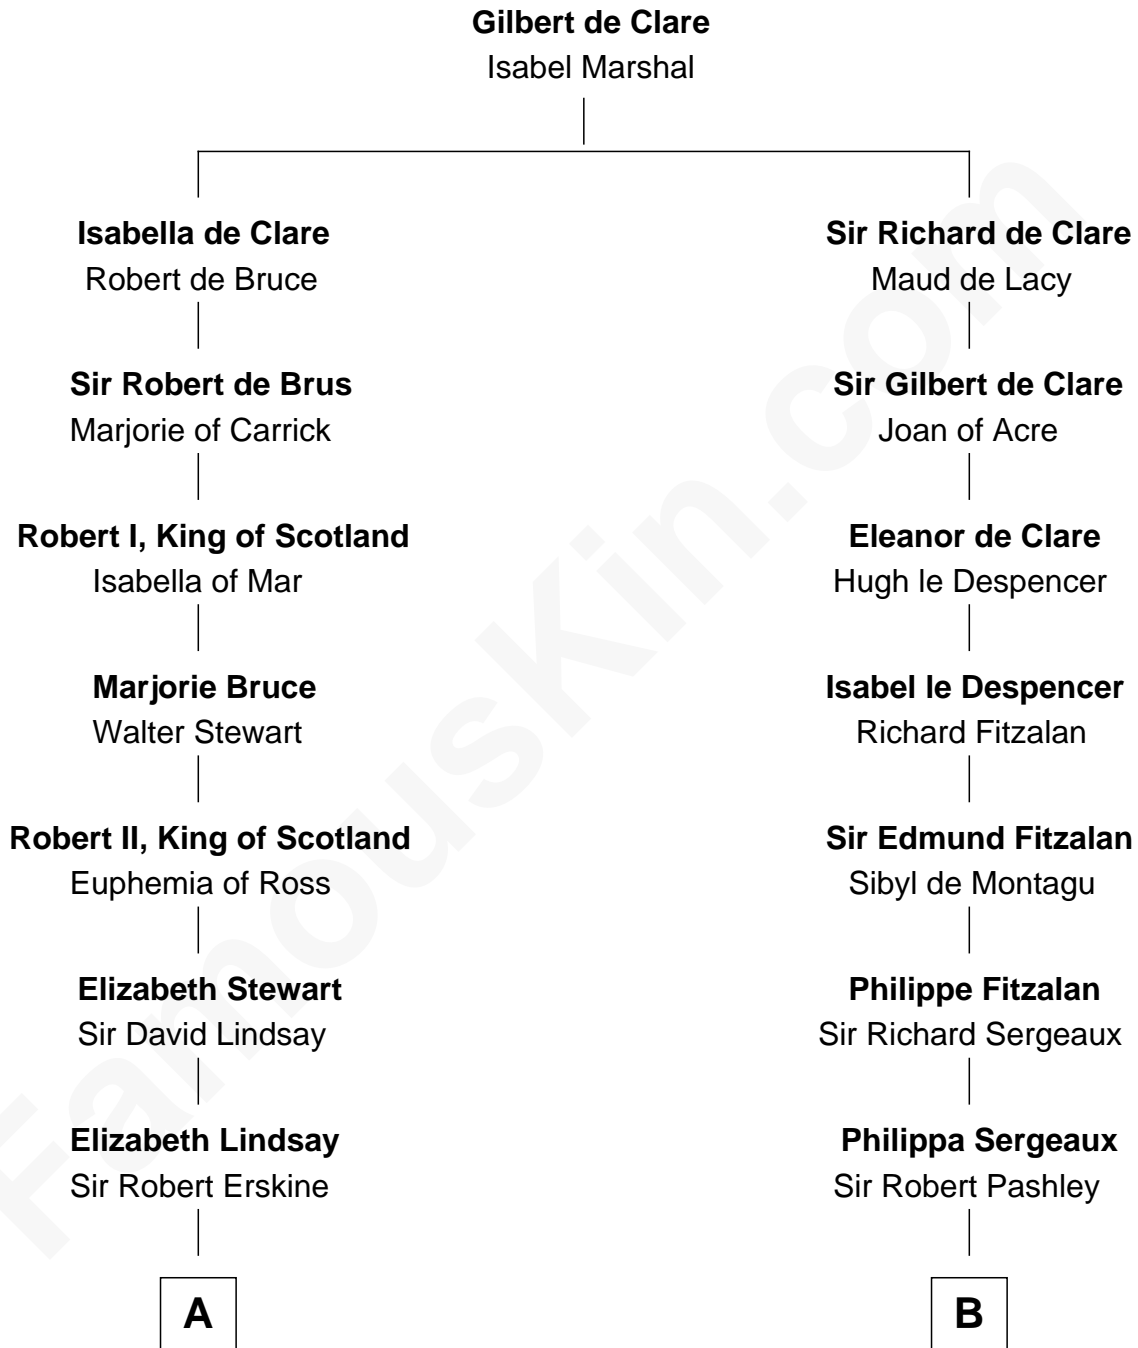 Gilbert de Clare
Isabel Marshal
Isabella de Clare
Robert de Bruce
Sir Richard de Clare
Maud de Lacy
Sir Robert de Brus
Marjorie of Carrick
Sir Gilbert de Clare
Joan of Acre
Robert I, King of Scotland
Isabella of Mar
Eleanor de Clare
Hugh le Despencer
Marjorie Bruce
Walter Stewart
Isabel le Despencer
Richard Fitzalan
Robert II, King of Scotland
Euphemia of Ross
Sir Edmund Fitzalan
Sibyl de Montagu
Elizabeth Stewart
Sir David Lindsay
Philippe Fitzalan
Sir Richard Sergeaux
Elizabeth Lindsay
Sir Robert Erskine
Philippa Sergeaux
Sir Robert Pashley
A
B
FamousKin.com